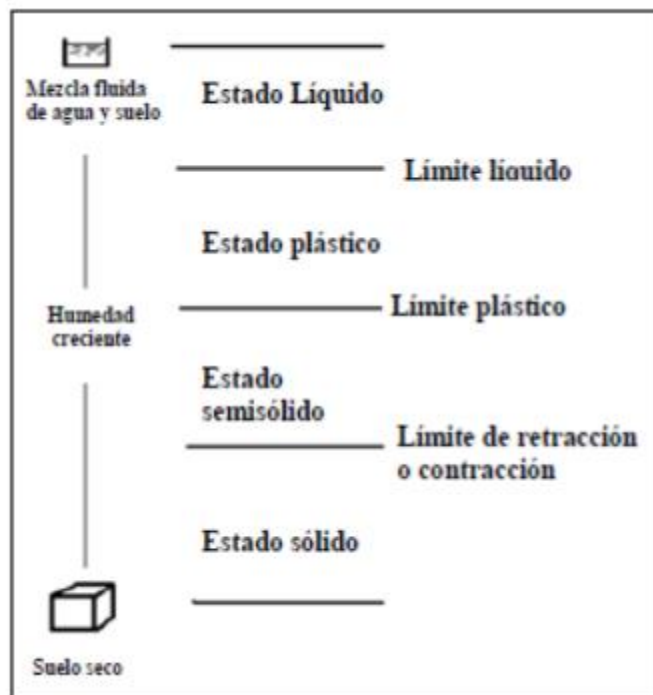 Mezcla fluida
de agua y suelo
Estado Líquido
Límite líquido
Estado plástico
Humedad
creciente
Límite plástico
Estado
semisólido
Límite de retracción
o contracción
Estado sólido
Suelo seco